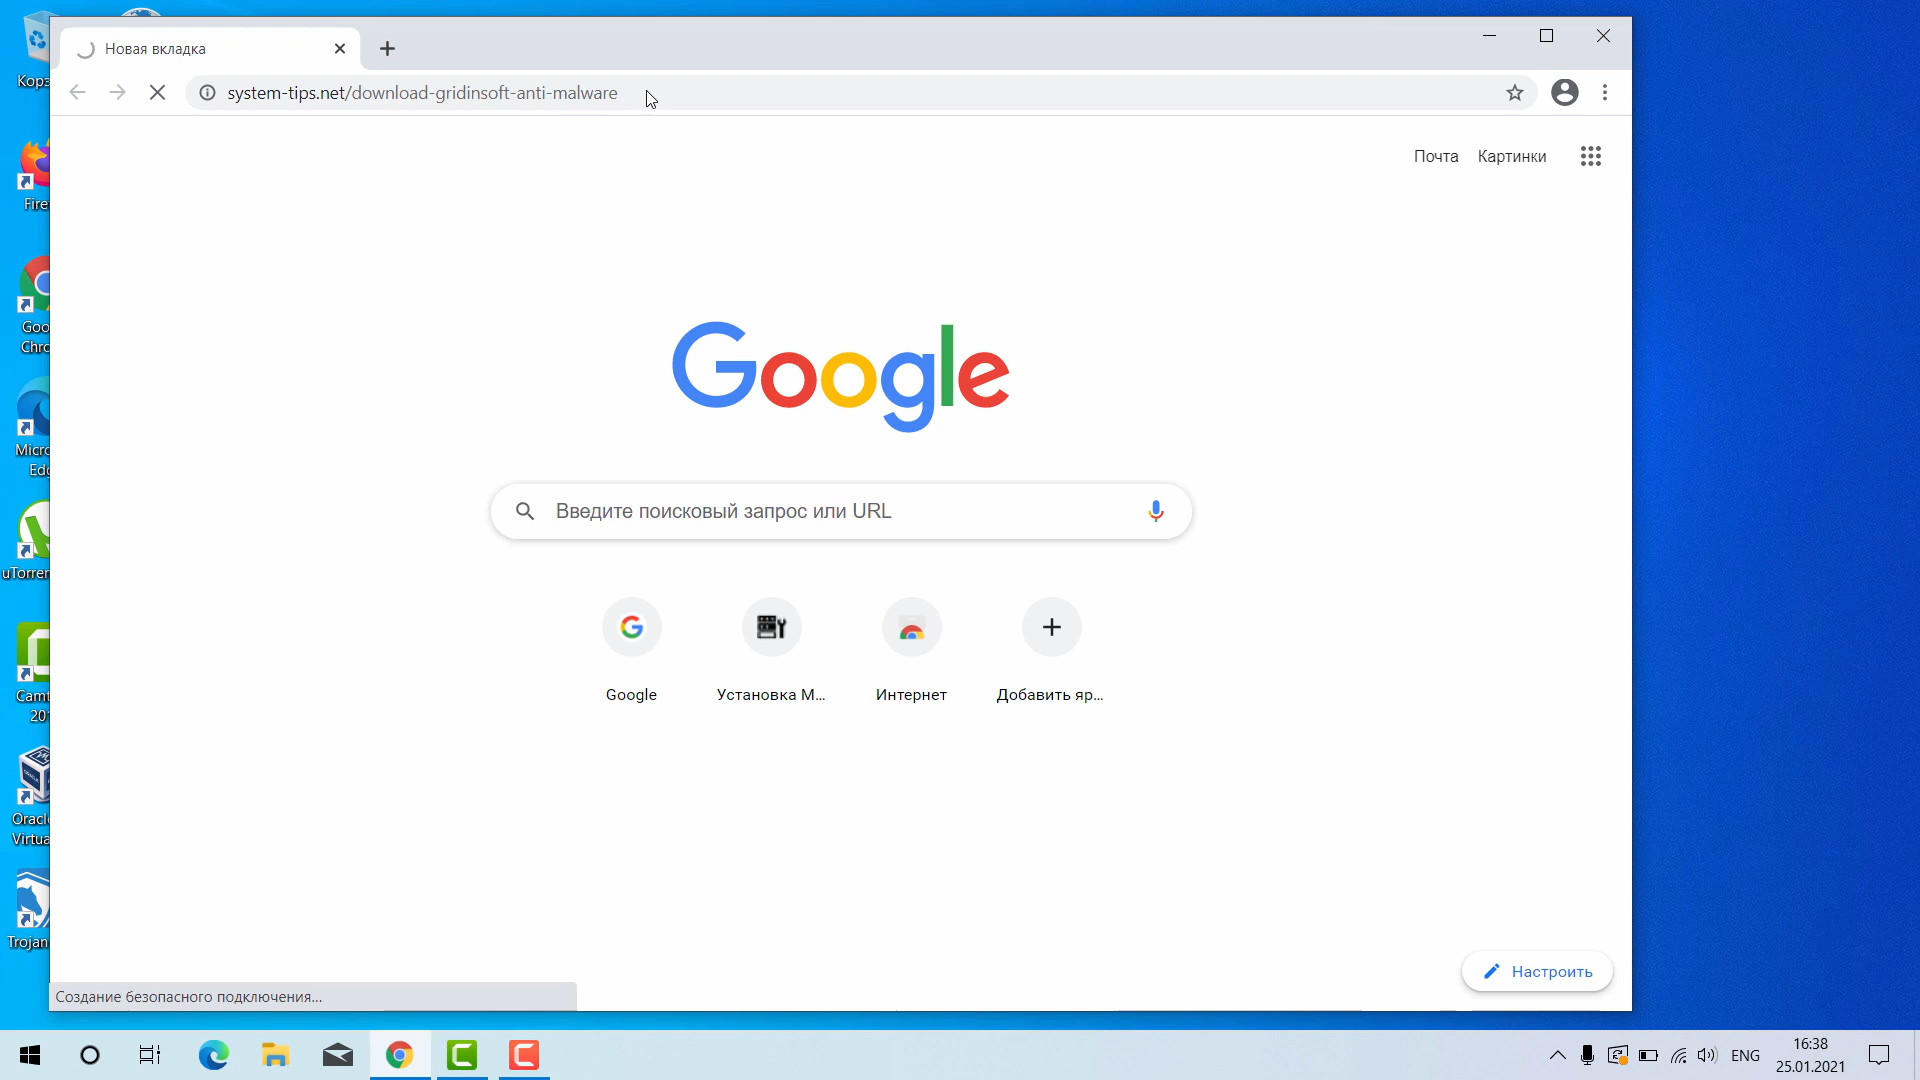 Новая вкладка
system-tips.net/download-gridinsoft-anti-malware
Почта Картинки
Google
Введите поисковый запрос или URL
Google Установка М... Интернет Добавить яр...
Настроить
Создание безопасного подключения...
ENG
16:38
25.01.2021
Trojan